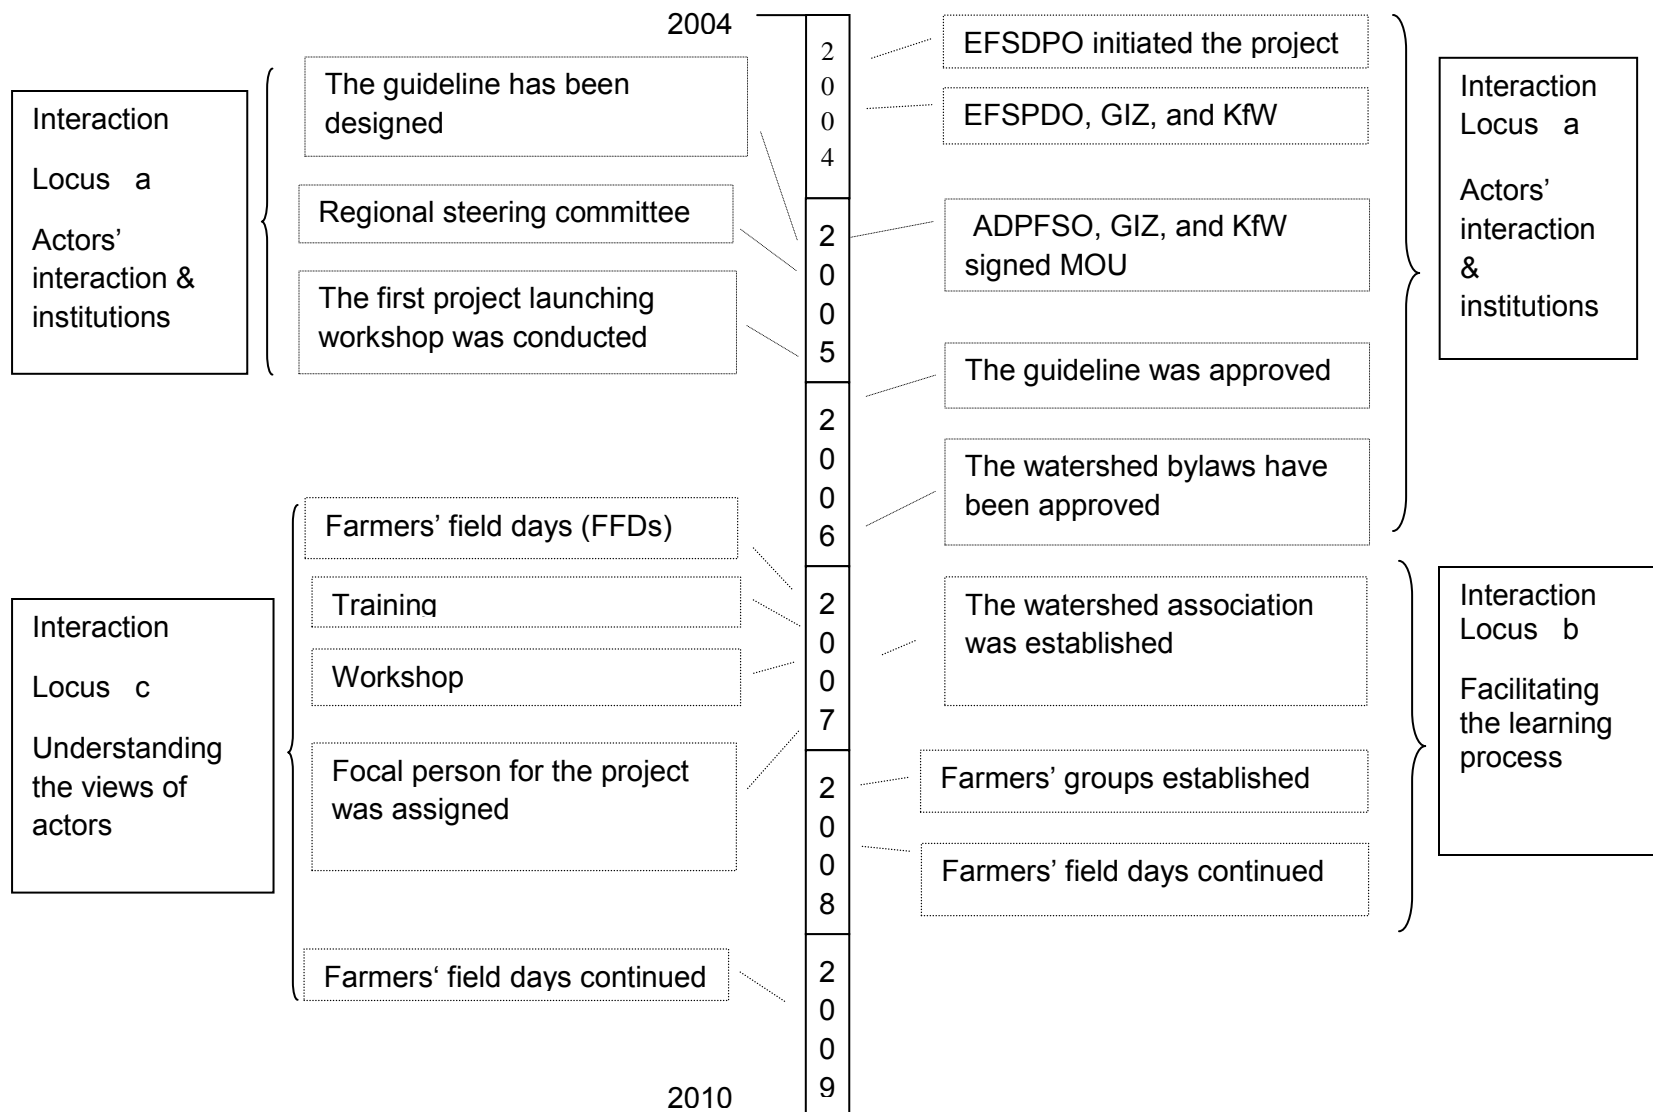 2004
Interaction
Locus a
Actors’
interaction &
institutions
The guideline has been
designed
Regional steering committee
The first project launching
workshop was conducted
Interaction
Locus c
Understanding
the views of
actors
Farmers’ field days (FFDs)
Training
Workshop
Focal person for the project
was assigned
Farmers‘ field days continued
2010
2
0
0
4
2
0
0
5
2
0
0
6
2
0
0
7
2
0
0
8
2
0
0
9
EFSDPO initiated the project
EFSPDO, GIZ, and KfW
ADPFSO, GIZ, and KfW
signed MOU
The guideline was approved
The watershed bylaws have
been approved
Interaction
Locus a
Actors’
interaction
&
institutions
The watershed association
was established
Farmers’ groups established
Farmers’ field days continued
Interaction
Locus b
Facilitating
the learning
process